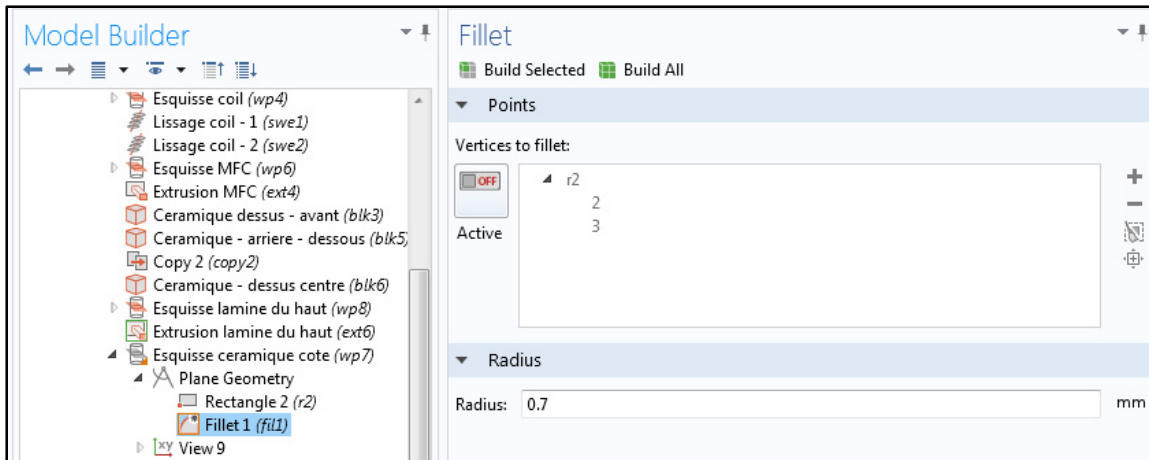 Model Builder
Esquisse coil (wp4)
Lissage coil - 1 (swe1)
Lissage coil - 2 (swe2)
Esquisse MFC (wp6)
Extrusion MFC (ext4)
Ceramique dessus - avant (blk3)
Ceramique - arriere - dessous (blk5)
Copy 2 (copy2)
Ceramique - dessus centre (blk6)
Esquisse lamine du haut (wp8)
Extrusion lamine du haut (ext6)
Esquisse ceramique cote (wp7)
Plane Geometry
Rectangle 2 (r2)
Fillet 1 (fil1)
xy View 9
Fillet
Build Selected Build All
Points
Vertices to fillet:
OFF
Active
r2
2
3
Radius
Radius: 0.7 mm